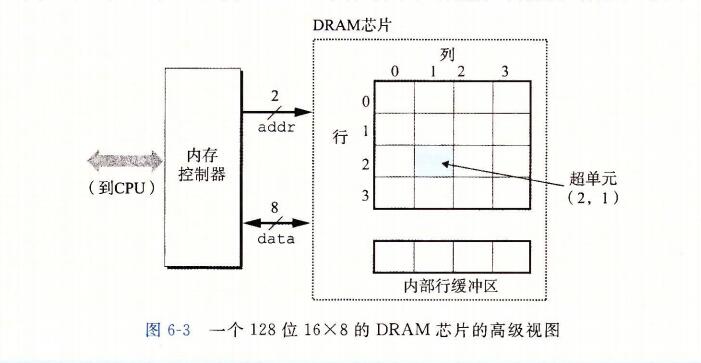 DRAM芯片
列
0 1 2 3
2
addr
行
0
1
2
3
内存
控制器
(到CPU)
超单元
(2,1)
8
data
内部行缓冲区
图 6-3 一个 128 位 16×8 的 DRAM 芯片的高级视图